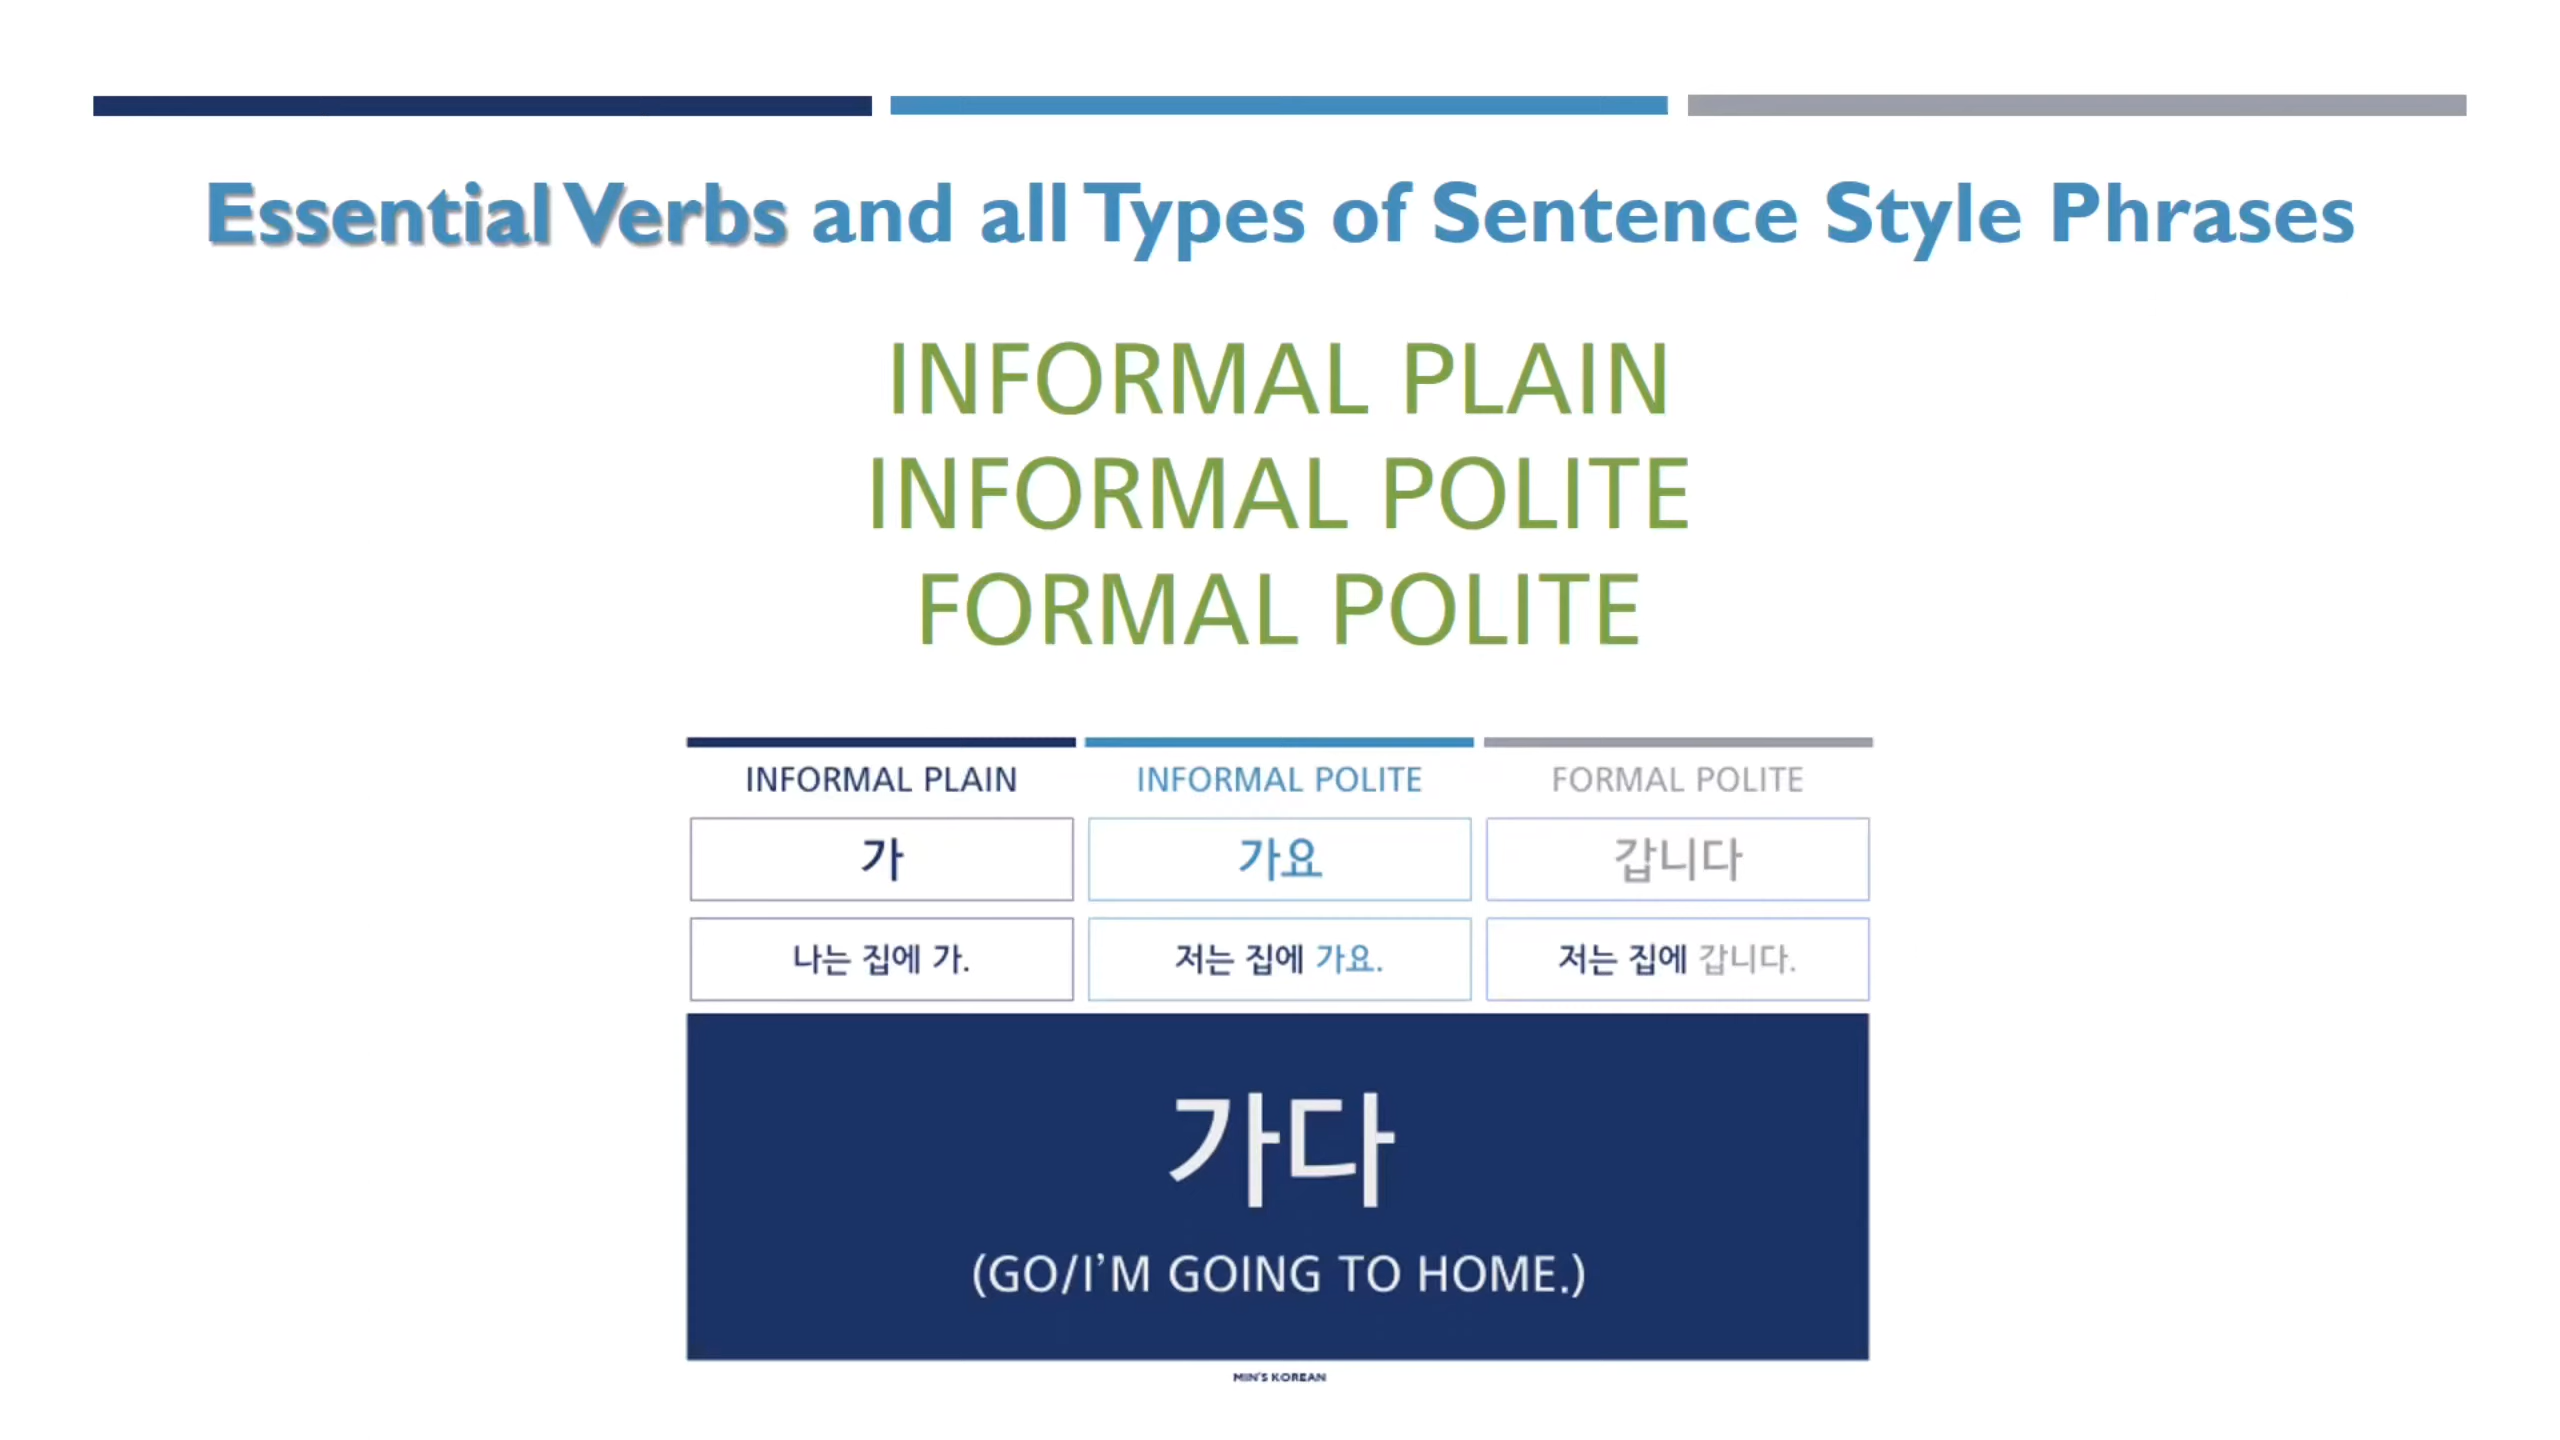 Essential Verbs and all Types of Sentence Style Phrases
INFORMAL PLAIN
INFORMAL POLITE
FORMAL POLITE
INFORMAL PLAIN INFORMAL POLITE FORMAL POLITE
가 가요 갑니다
나는 집에 가. 저는 집에 가요. 저는 집에 갑니다.
가다
(GO/I'M GOING TO HOME.)
MIN'S KOREAN